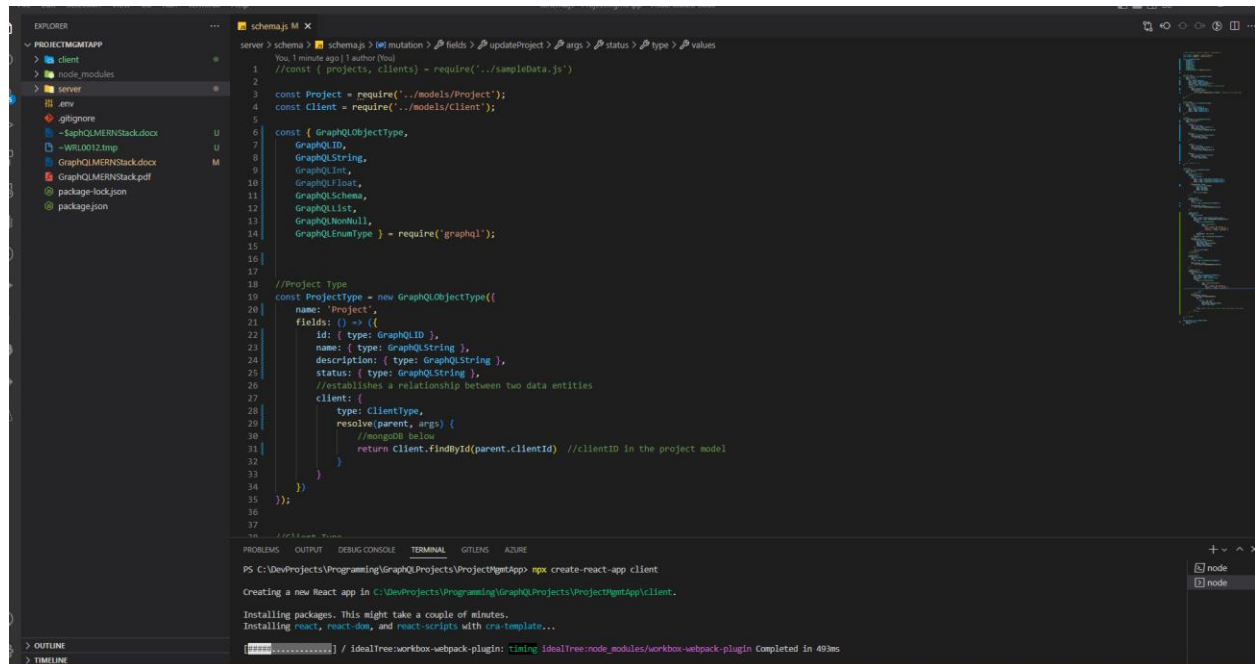 EXPLORER
PROJECTMGMTAPP
client
node_modules
server
.env
.gitignore
~$aphQLMERNStack.docx U
~WRL0012.tmp U
GraphQLMERNStack.docx M
GraphQLMERNStack.pdf
package-lock.json
package.json
OUTLINE
TIMELINE
schema.js M X
server > schema > schema.js > mutation > fields > updateProject > args > status > type > values
You, 1 minute ago | 1 author (You)
1 //const { projects, clients} = require('../sampleData.js')
2
3 const Project = require('../models/Project');
4 const Client = require('../models/Client');
5
6 const { GraphQLObjectType,
7 GraphQLID,
8 GraphQLString,
9 GraphQLInt,
10 GraphQLFloat,
11 GraphQLSchema,
12 GraphQLList,
13 GraphQLNonNull,
14 GraphQLEnumType } = require('graphql');
15
16
17
18 //Project Type
19 const ProjectType = new GraphQLObjectType({
20 name: 'Project',
21 fields: () => ({
22 id: { type: GraphQLID },
23 name: { type: GraphQLString },
24 description: { type: GraphQLString },
25 status: { type: GraphQLString },
26 //establishes a relationship between two data entities
27 client: {
28 type: ClientType,
29 resolve(parent, args) {
30 //mongoDB below
31 return Client.findById(parent.clientId) //clientID in the project model
32 }
33 }
34 })
35 });
36
37
38 //Client Type
PROBLEMS OUTPUT DEBUG CONSOLE TERMINAL GITLENS AZURE
PS C:\DevProjects\Programming\GraphQLProjects\ProjectMgmtApp> npx create-react-app client
Creating a new React app in C:\DevProjects\Programming\GraphQLProjects\ProjectMgmtApp\client.
Installing packages. This might take a couple of minutes.
Installing react, react-dom, and react-scripts with cra-template...
[#####.............] / idealTree:workbox-webpack-plugin: timing idealTree:node_modules/workbox-webpack-plugin Completed in 493ms
node
node